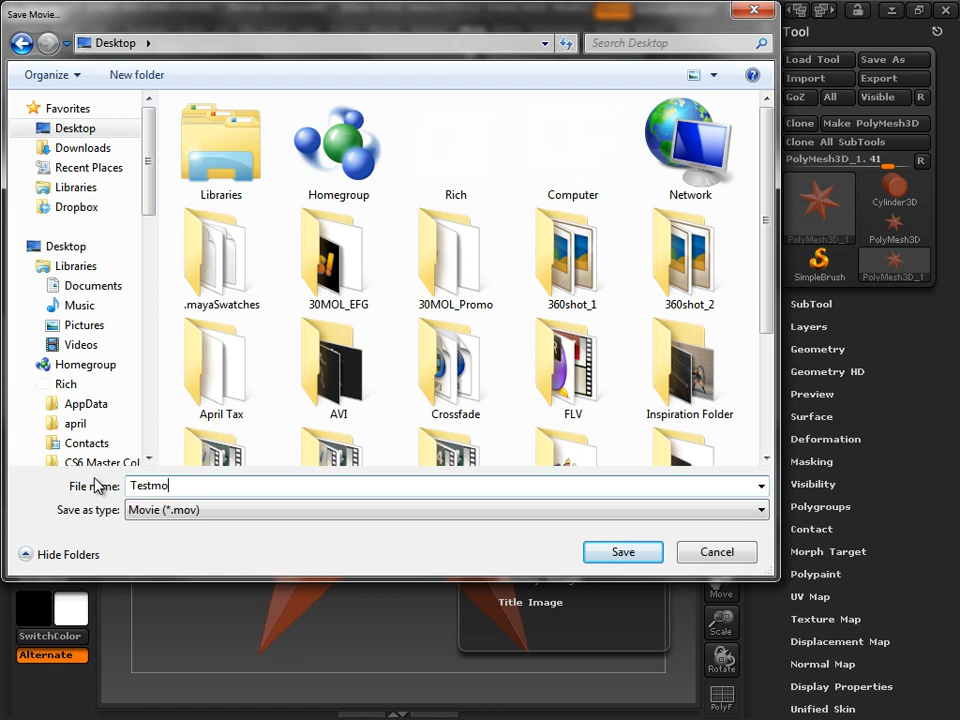 Save Movie...
Desktop
Search Desktop
Organize
New folder
Favorites
Desktop
Downloads
Recent Places
Libraries
Dropbox
Desktop
Libraries
Documents
Music
Pictures
Videos
Homegroup
Rich
AppData
april
Contacts
CS6 Master Col
Libraries
Homegroup
Rich
Computer
Network
.mayaSwatches
30MOL_EFG
30MOL_Promo
360shot_1
360shot_2
April Tax
AVI
Crossfade
FLV
Inspiration Folder
File name:
Testmo
Save as type:
Movie (*.mov)
Hide Folders
Save
Cancel
Title Image
SwitchColor
Alternate
Move
Scale
Rotate
PolyF
Tool
Load Tool
Save As
Import
Export
GoZ
All
Visible
R
Clone
Make PolyMesh3D
Clone All SubTools
PolyMesh3D_1. 41
R
PolyMesh3D_1
Cylinder3D
PolyMesh3D
SimpleBrush
PolyMesh3D_1
SubTool
Layers
Geometry
Geometry HD
Preview
Surface
Deformation
Masking
Visibility
Polygroups
Contact
Morph Target
Polypaint
UV Map
Texture Map
Displacement Map
Normal Map
Display Properties
Unified Skin